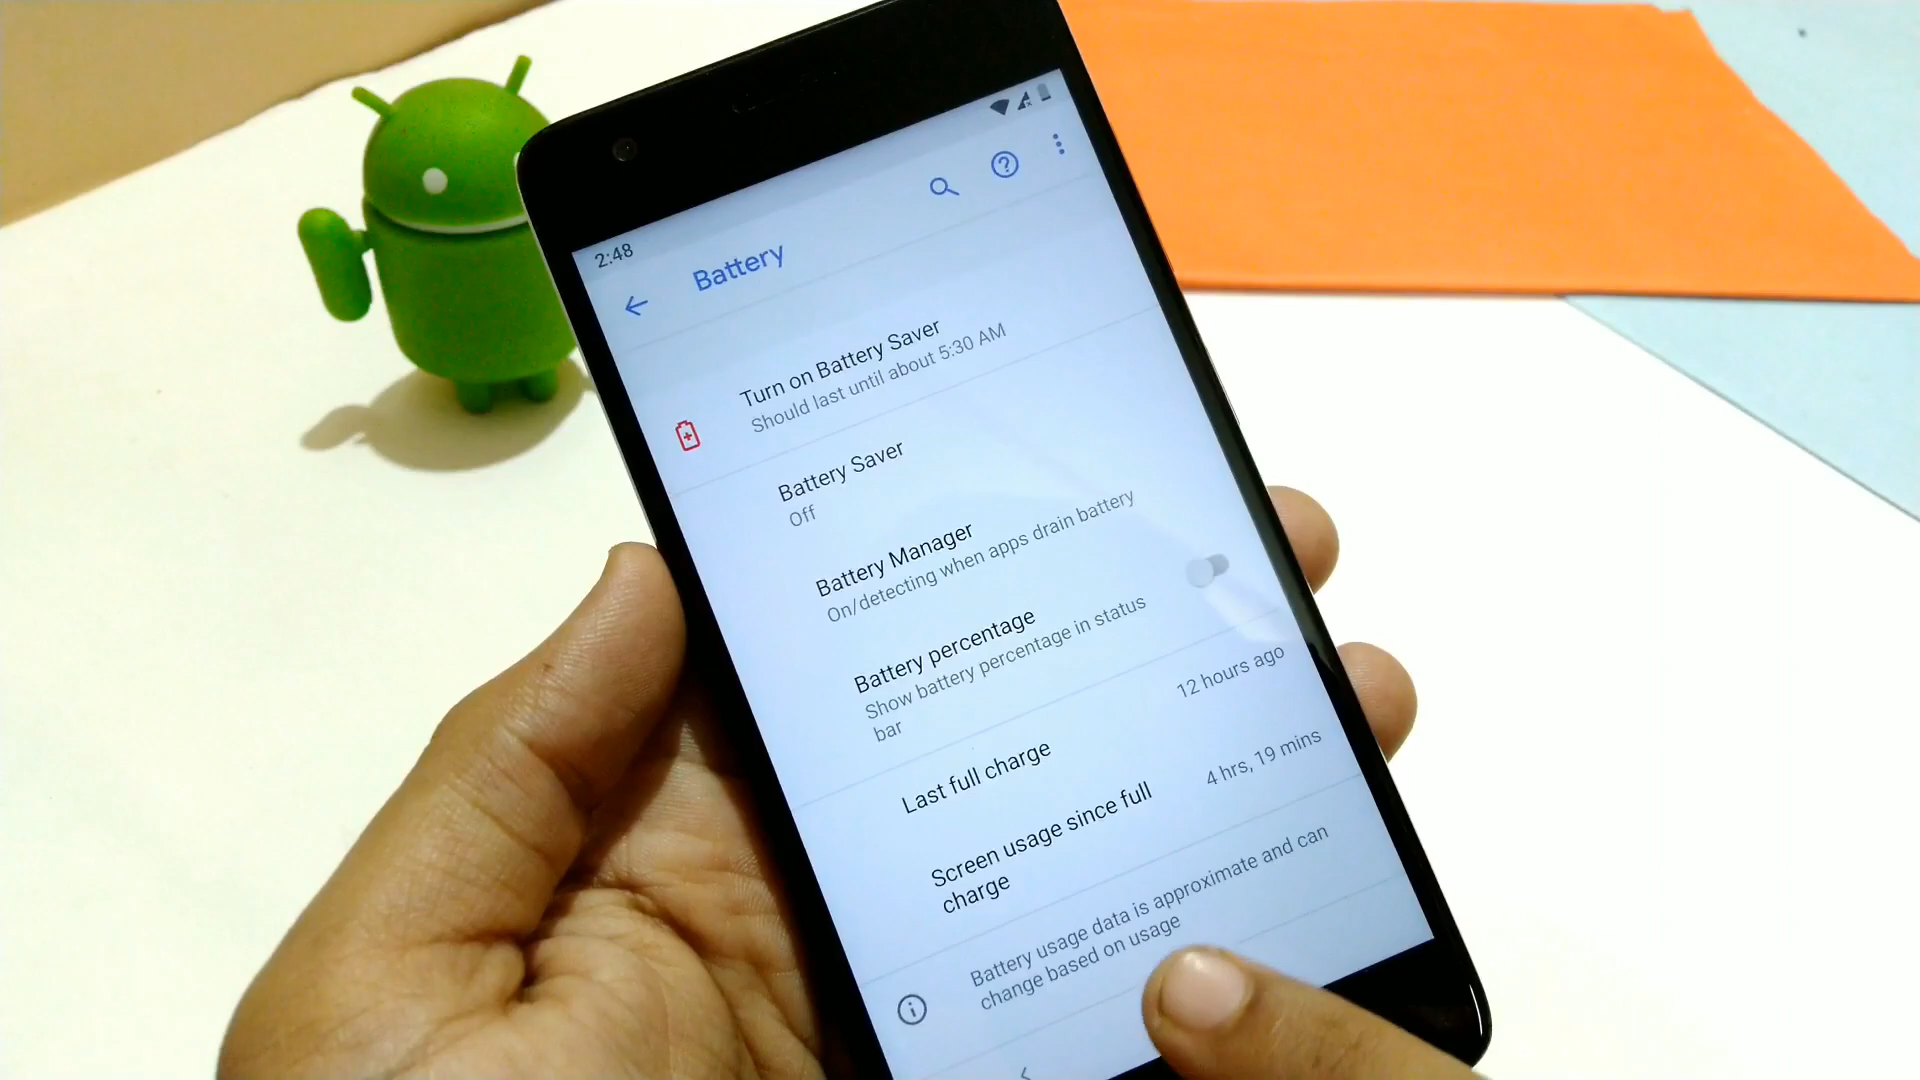 2:48
Battery
Turn on Battery Saver
Should last until about 5:30 AM
Battery Saver
Off
Battery Manager
On/detecting when apps drain battery
Battery percentage
Show battery percentage in status
bar
Last full charge
12 hours ago
Screen usage since full
charge
4 hrs, 19 mins
Battery usage data is approximate and can
change based on usage